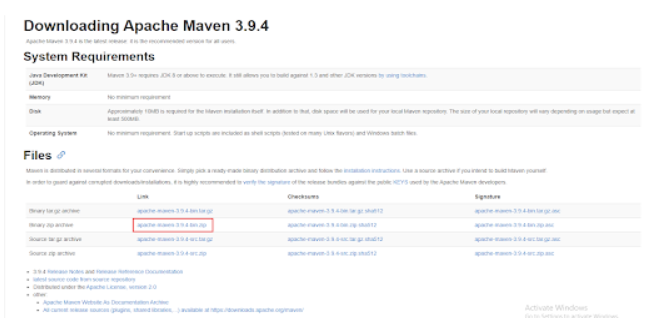 Downloading Apache Maven 3.9.4
Apache Maven 3.9.4 is the latest release: it is the recommended version for all users.
System Requirements
Java Development Kit (JDK) Maven 3.9+ requires JDK 8 or above to execute. It still allows you to build against 1.3 and other JDK versions by using toolchains.
Memory No minimum requirement
Disk Approximately 10MB is required for the Maven installation itself. In addition to that, disk space will be used for your local Maven repository. The size of your local repository will vary depending on usage but expect at
least 500MB.
Operating System No minimum requirement. Start up scripts are included as shell scripts (tested on many Unix flavors) and Windows batch files.
Files
Maven is distributed in several formats for your convenience. Simply pick a ready-made binary distribution archive and follow the installation instructions. Use a source archive if you intend to build Maven yourself.
In order to guard against corrupted downloads/installations, it is highly recommended to verify the signature of the release bundles against the public KEYS used by the Apache Maven developers.
Link Checksums Signature
Binary tar.gz archive apache-maven-3.9.4-bin.tar.gz apache-maven-3.9.4-bin.tar.gz.sha512 apache-maven-3.9.4-bin.tar.gz.asc
Binary zip archive apache-maven-3.9.4-bin.zip apache-maven-3.9.4-bin.zip.sha512 apache-maven-3.9.4-bin.zip.asc
Source tar.gz archive apache-maven-3.9.4-src.tar.gz apache-maven-3.9.4-src.tar.gz.sha512 apache-maven-3.9.4-src.tar.gz.asc
Source zip archive apache-maven-3.9.4-src.zip apache-maven-3.9.4-src.zip.sha512 apache-maven-3.9.4-src.zip.asc
3.9.4 Release Notes and Release Reference Documentation
latest source code from source repository
Distributed under the Apache License, version 2.0
other:
Apache Maven Website As Documentation Archive
All current release sources (plugins, shared libraries,...) available at https://downloads.apache.org/maven/
Activate Windows
Go to Settings to activate Windows.